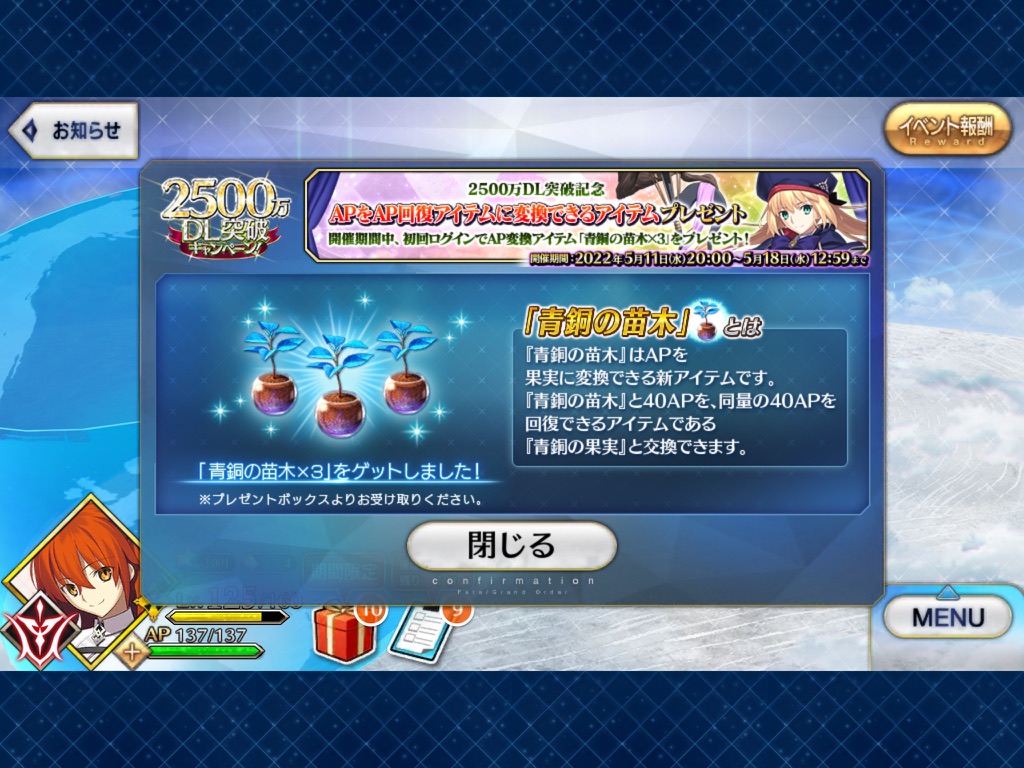 お知らせ
イベント報酬
Reward
2500万
DL突破
キャンペーン!
2500万DL突破記念
APをAP回復アイテムに変換できるアイテムプレゼント
開催期間中、初回ログインでAP変換アイテム「青銅の苗木×3」をプレゼント!
開催期間:2022年5月11日(水)20:00~5月18日(水)12:59まで
「青銅の苗木」とは
『青銅の苗木』はAPを
果実に変換できる新アイテムです。
『青銅の苗木』と40APを、同量の40APを
回復できるアイテムである
『青銅の果実』と交換できます。
「青銅の苗木×3」をゲットしました!
※プレゼントボックスよりお受け取りください。
閉じる
confirmation
Fate/Grand Order
AP 137/137
10
9
MENU